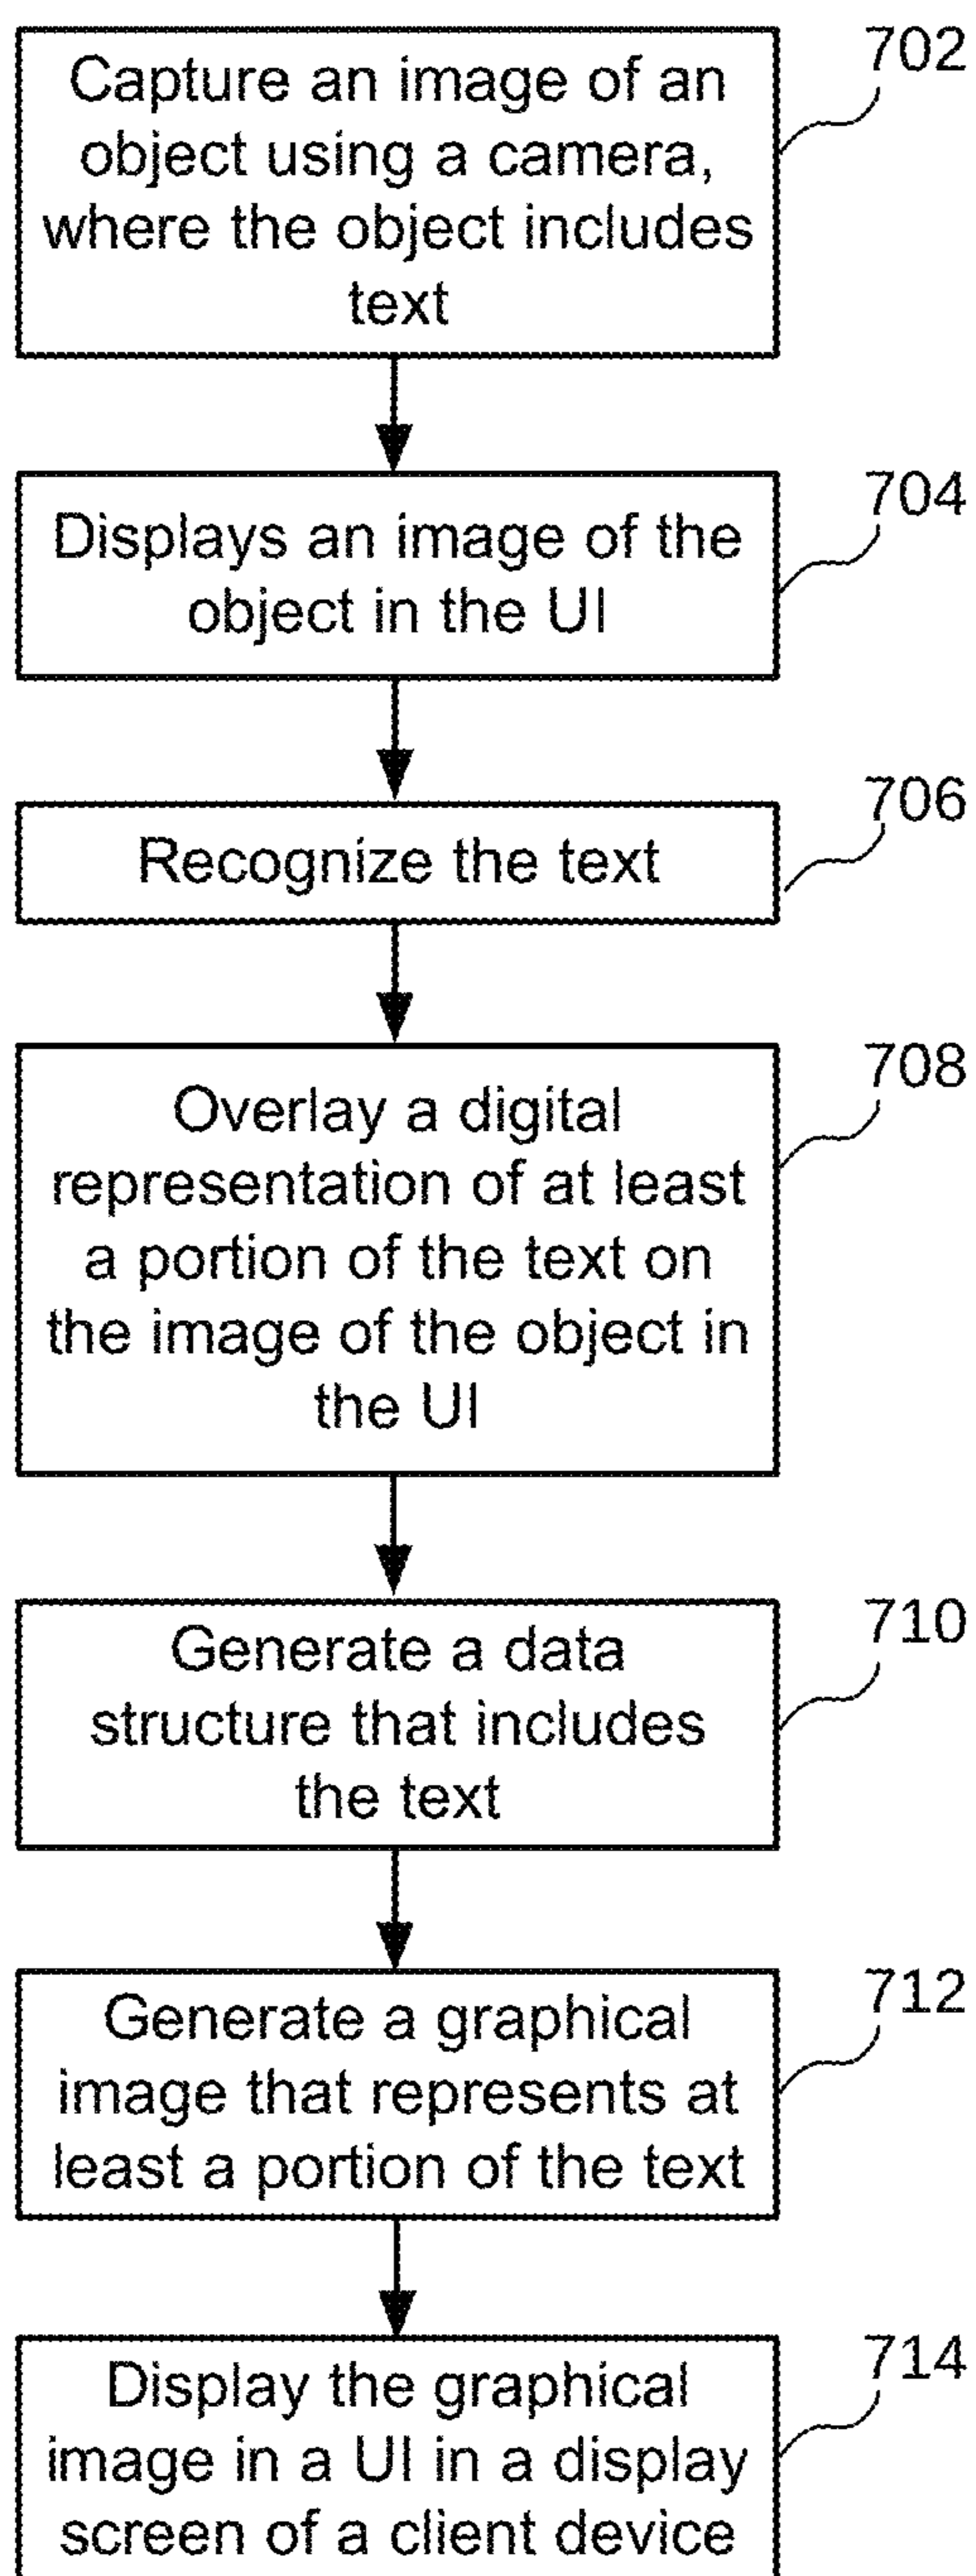 702
Capture an image of an
object using a camera,
where the object includes
text
704
Displays an image of the
object in the UI
706
Recognize the text
708
Overlay a digital
representation of at least
a portion of the text on
the image of the object in
the UI
710
Generate a data
structure that includes
the text
712
Generate a graphical
image that represents at
least a portion of the text
714
Display the graphical
image in a UI in a display
screen of a client device